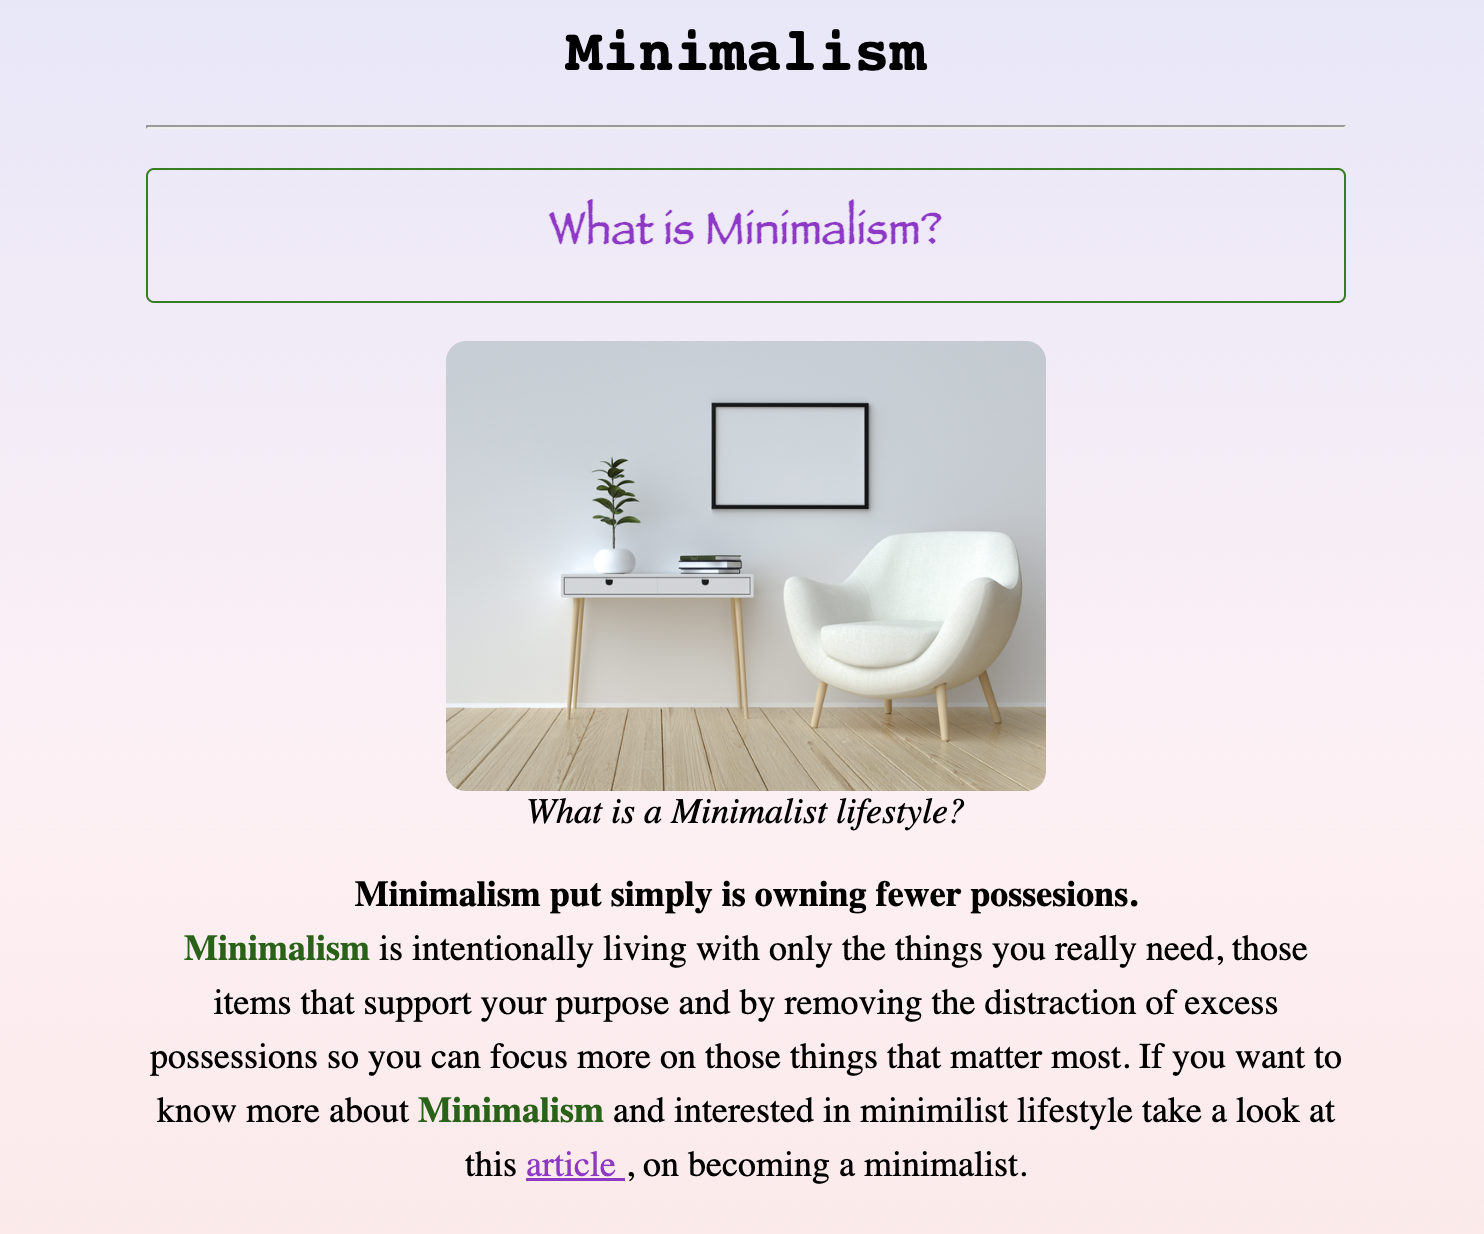 Minimalism
What is Minimalism?
What is a Minimalist lifestyle?
Minimalism put simply is owning fewer possesions.
Minimalism is intentionally living with only the things you really need, those
items that support your purpose and by removing the distraction of excess
possessions so you can focus more on those things that matter most. If you want to
know more about Minimalism and interested in minimilist lifestyle take a look at
this article , on becoming a minimalist.